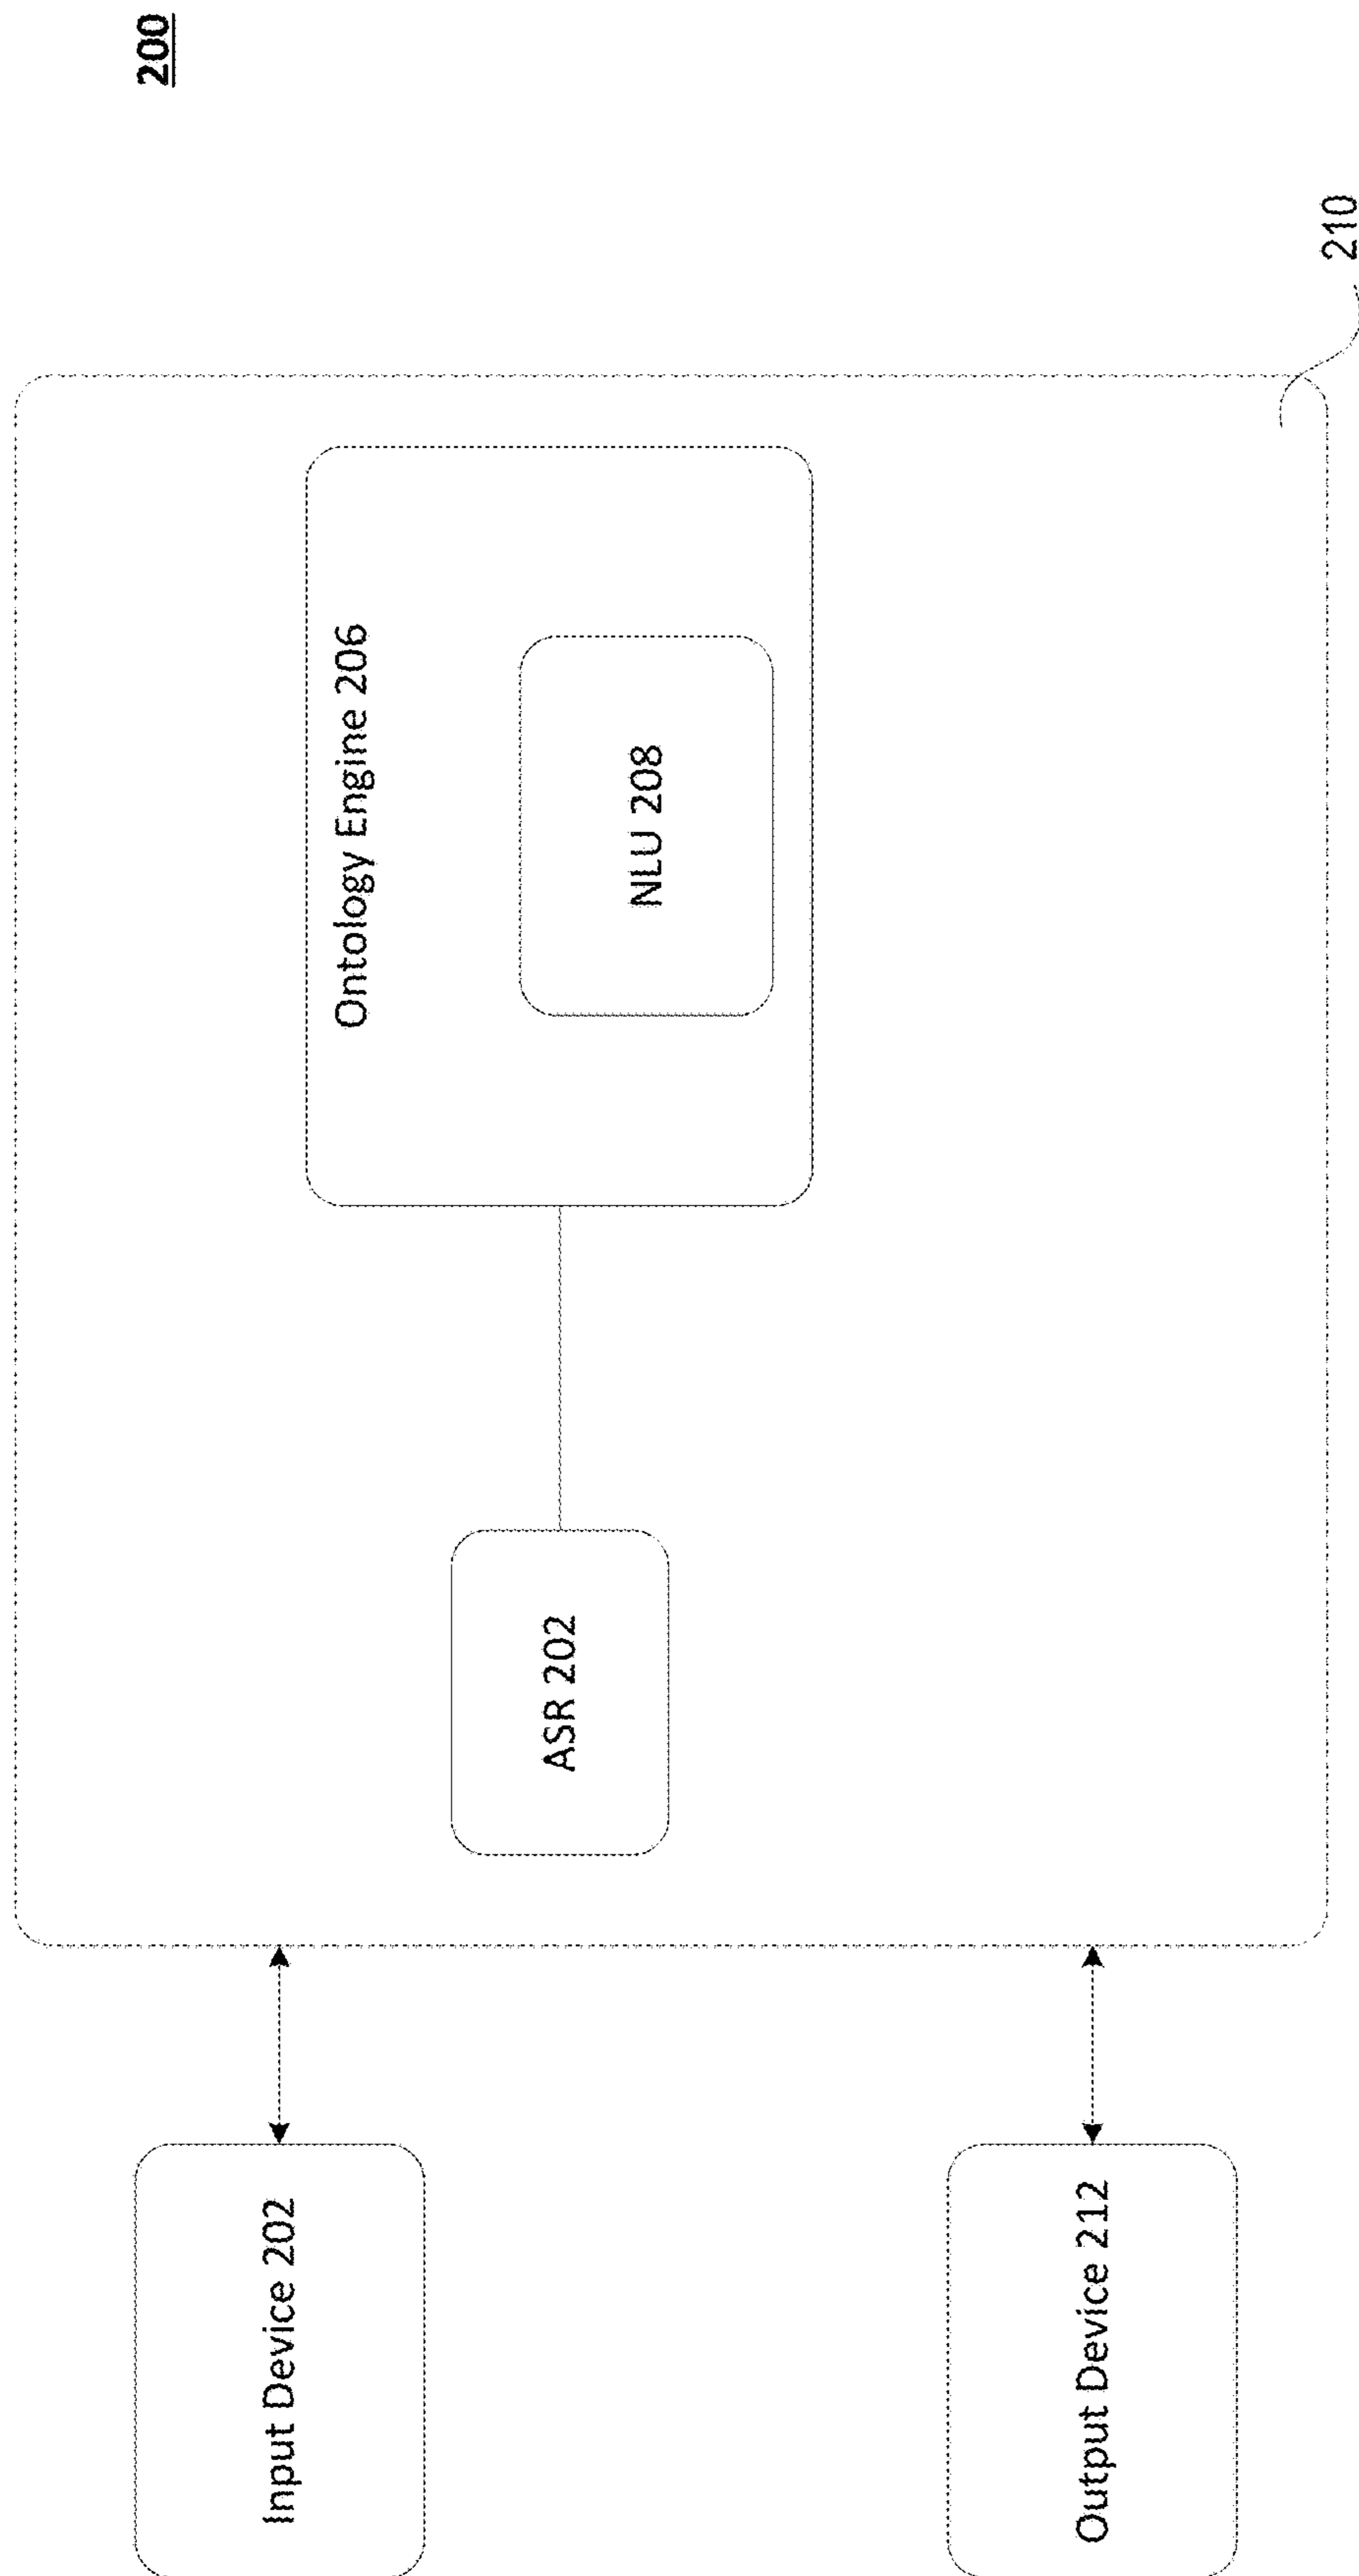 200
Input Device 202
Ontology Engine 206
ASR 202
NLU 208
Output Device 212
210